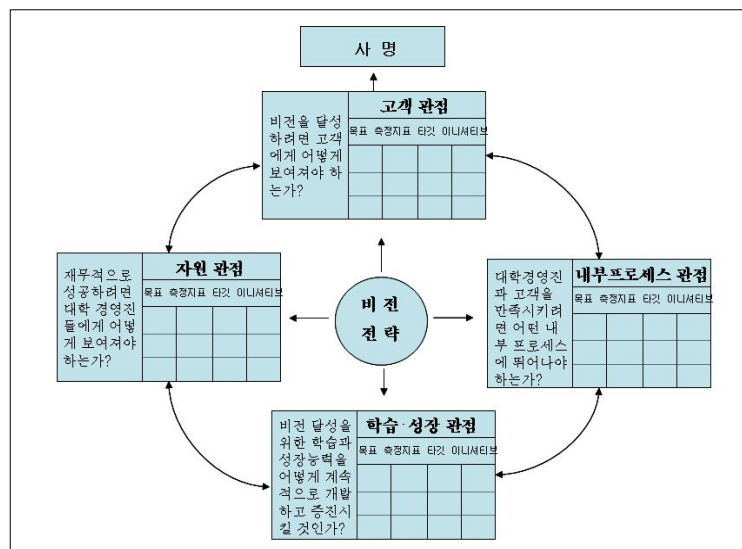 사 명
고객 관점
비전을 달성
하려면 고객
에게 어떻게
보여져야 하
는가?
목표 측정지표 타깃 이니셔티브
자원 관점
재무적으로
성공하려면
대학 경영진
들에게 어떻
게 보여져야
하는가?
목표 측정지표 타깃 이니셔티브
비 전
전 략
내부프로세스 관점
대학경영진
과 고객을
만족시키려
면 어떤 내
부 프로세스
에 뛰어나야
하는가?
목표 측정지표 타깃 이니셔티브
학습·성장 관점
비전 달성을
위한 학습과
성장능력을
어떻게 계속
적으로 개발
하고 증진시
킬 것인가?
목표 측정지표 타깃 이니셔티브